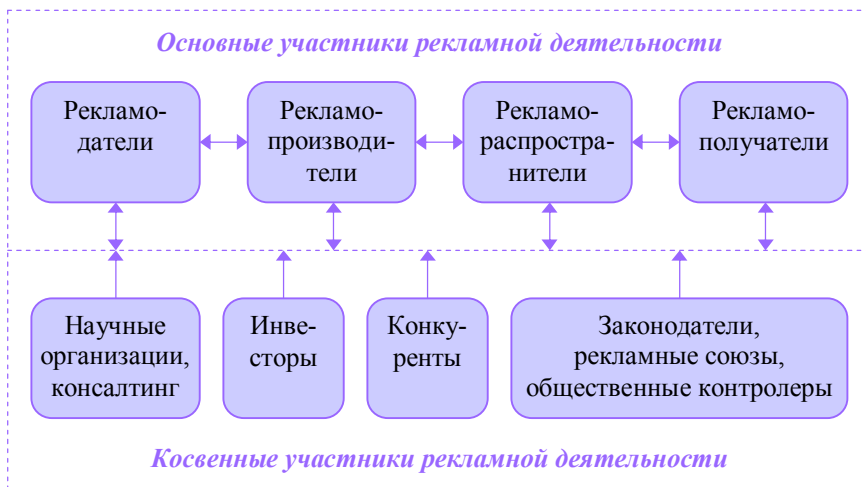 Основные участники рекламной деятельности
Рекламо-
датели
Рекламо-
производи-
тели
Рекламо-
распростра-
нители
Рекламо-
получатели
Научные
организации,
консалтинг
Инве-
сторы
Конку-
ренты
Законодатели,
рекламные союзы,
общественные контролеры
Косвенные участники рекламной деятельности